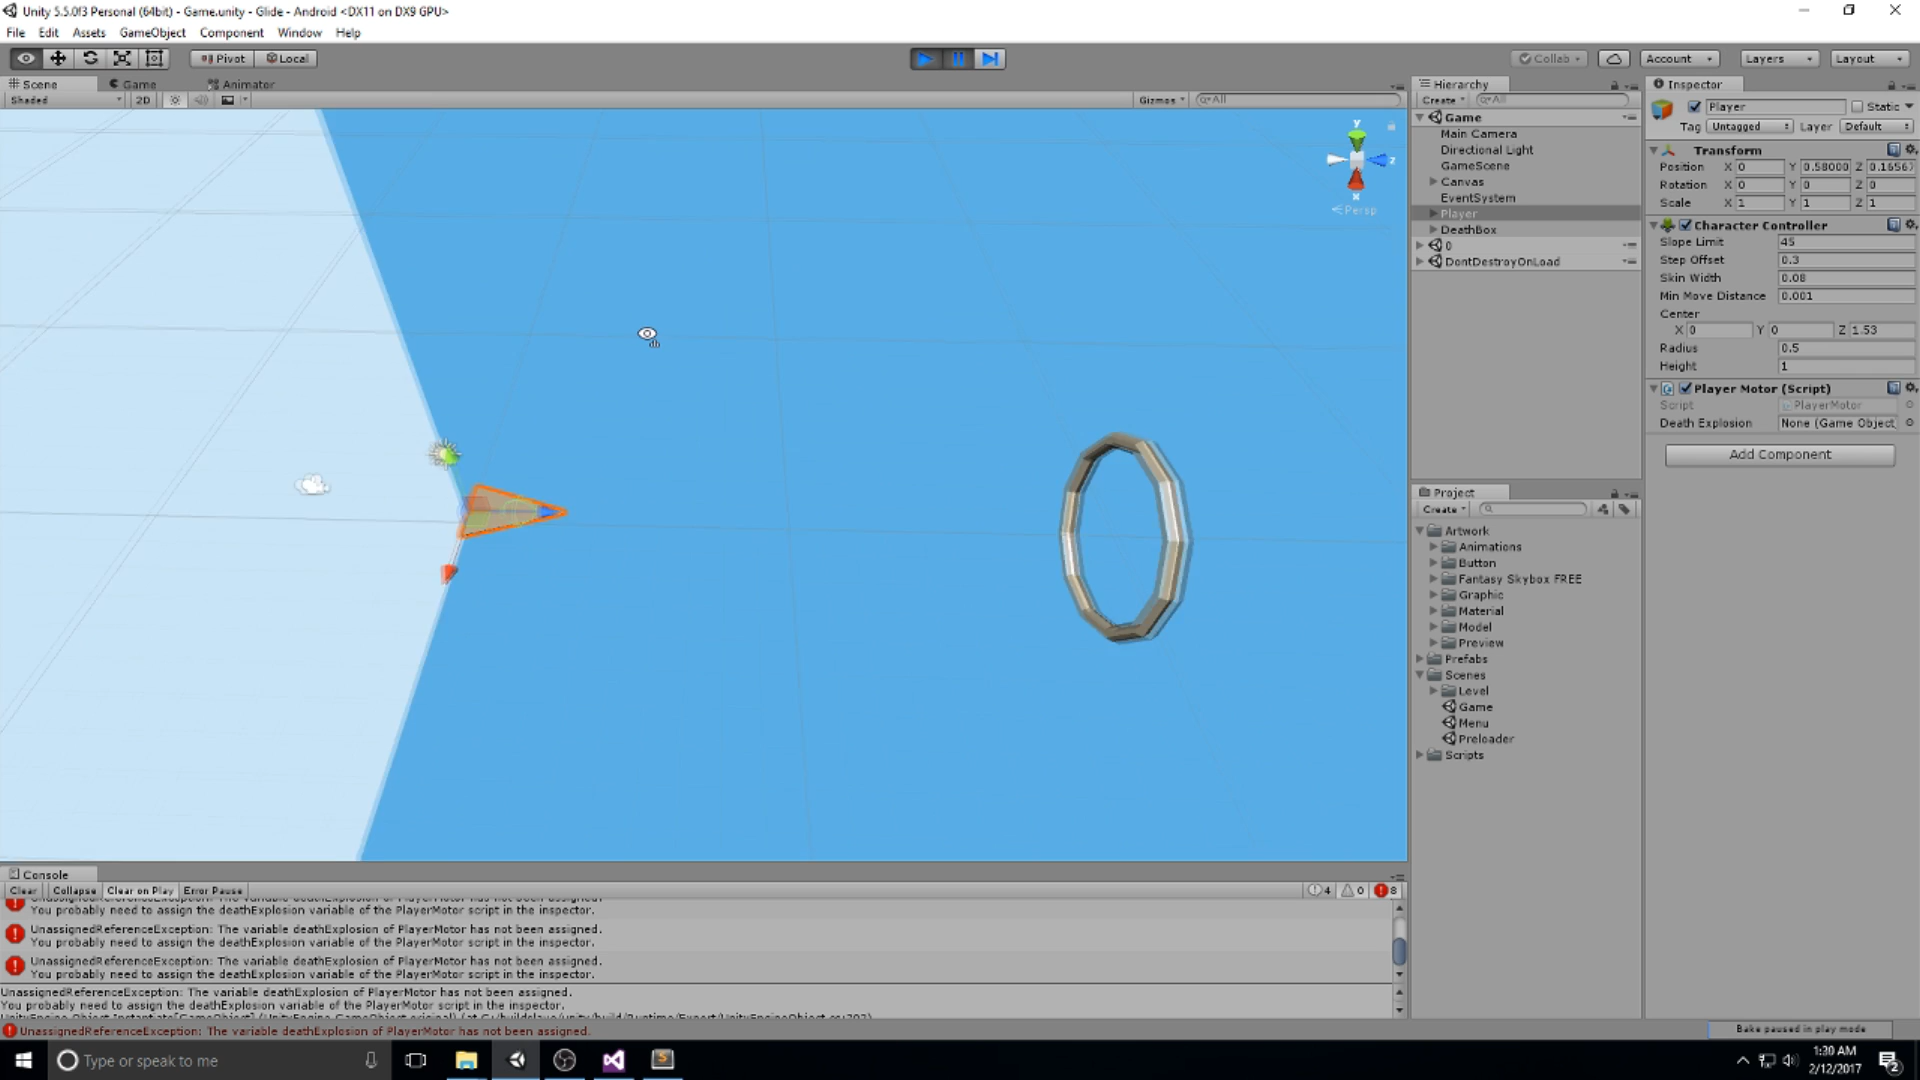 Unity 5.5.0f3 Personal (64bit) - Game.unity - Glide - Android <DX11 on DX9 GPU>
File Edit Assets GameObject Component Window Help
Pivot Local Collab Account Layers Layout
Scene Game Animator
Shaded 2D Gizmos All
y
z
x
Persp
Hierarchy
Create All
Game
Main Camera
Directional Light
GameScene
Canvas
EventSystem
Player
DeathBox
0
DontDestroyOnLoad
Project
Create
Artwork
Animations
Button
Fantasy Skybox FREE
Graphic
Material
Model
Preview
Prefabs
Scenes
Level
Game
Menu
Preloader
Scripts
Inspector
Player Static
Tag Untagged Layer Default
Transform
Position X 0 Y 0.58000 Z 0.1656
Rotation X 0 Y 0 Z 0
Scale X 1 Y 1 Z 1
Character Controller
Slope Limit 45
Step Offset 0.3
Skin Width 0.08
Min Move Distance 0.001
Center
X 0 Y 0 Z 1.53
Radius 0.5
Height 1
Player Motor (Script)
Script PlayerMotor
Death Explosion None (Game Object
Add Component
Console
Clear Collapse Clear on Play Error Pause 4 0 8
UnassignedReferenceException: The variable deathExplosion of PlayerMotor has not been assigned.
You probably need to assign the deathExplosion variable of the PlayerMotor script in the inspector.
UnassignedReferenceException: The variable deathExplosion of PlayerMotor has not been assigned.
You probably need to assign the deathExplosion variable of the PlayerMotor script in the inspector.
UnassignedReferenceException: The variable deathExplosion of PlayerMotor has not been assigned.
You probably need to assign the deathExplosion variable of the PlayerMotor script in the inspector.
UnassignedReferenceException: The variable deathExplosion of PlayerMotor has not been assigned.
You probably need to assign the deathExplosion variable of the PlayerMotor script in the inspector.
UnassignedReferenceException: The variable deathExplosion of PlayerMotor has not been assigned.
Bake paused in play mode
Type or speak to me
1:30 AM
2/12/2017
2